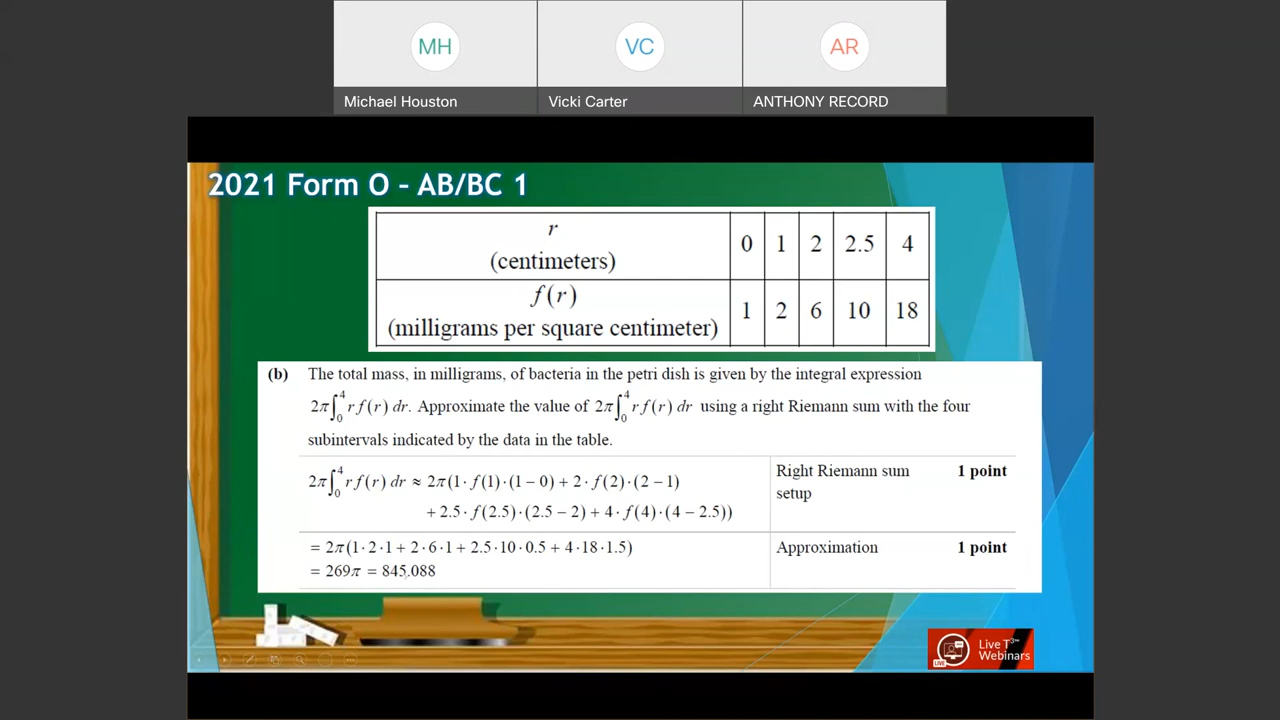 MH
VC
AR
Michael Houston
Vicki Carter
ANTHONY RECORD
2021 Form O – AB/BC 1
r
(centimeters)
0 1 2 2.5 4
f(r)
(milligrams per square centimeter)
1 2 6 10 18
(b) The total mass, in milligrams, of bacteria in the petri dish is given by the integral expression
2π∫₀⁴ r f(r) dr. Approximate the value of 2π∫₀⁴ r f(r) dr using a right Riemann sum with the four
subintervals indicated by the data in the table.
2π∫₀⁴ r f(r) dr ≈ 2π(1· f(1)·(1 – 0) + 2· f(2)·(2 – 1)
+ 2.5· f(2.5)·(2.5 – 2) + 4· f(4)·(4 – 2.5))
Right Riemann sum
setup
1 point
= 2π(1·2·1 + 2·6·1 + 2.5·10·0.5 + 4·18·1.5)
= 269π = 845.088
Approximation
1 point
LIVE
Live T³™
Webinars